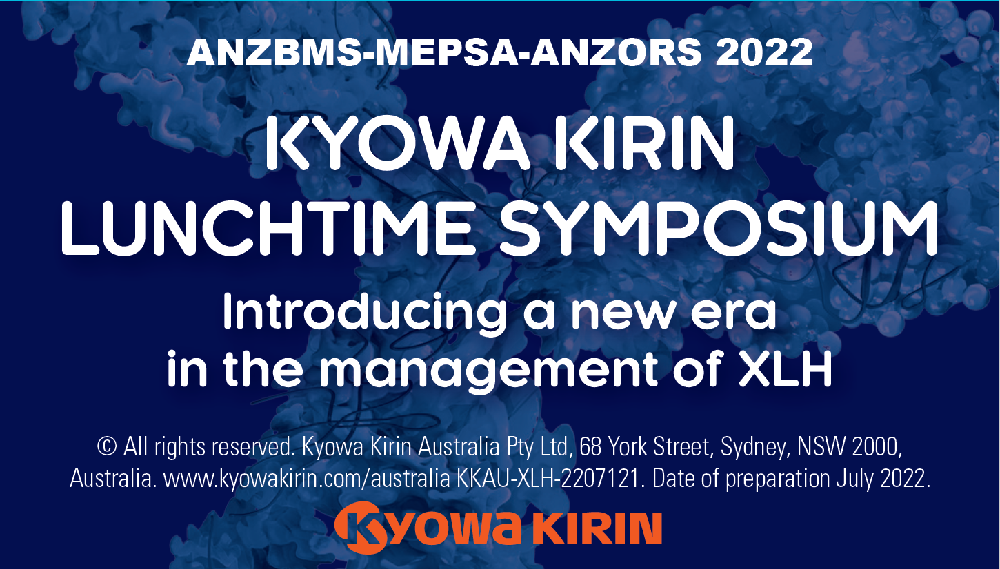 ANZBMS-MEPSA-ANZORS 2022
KYOWA KIRIN
LUNCHTIME SYMPOSIUM
Introducing a new era
in the management of XLH
© All rights reserved. Kyowa Kirin Australia Pty Ltd, 68 York Street, Sydney, NSW 2000,
Australia. www.kyowakirin.com/australia KKAU-XLH-2207121. Date of preparation July 2022.
KYOWA KIRIN